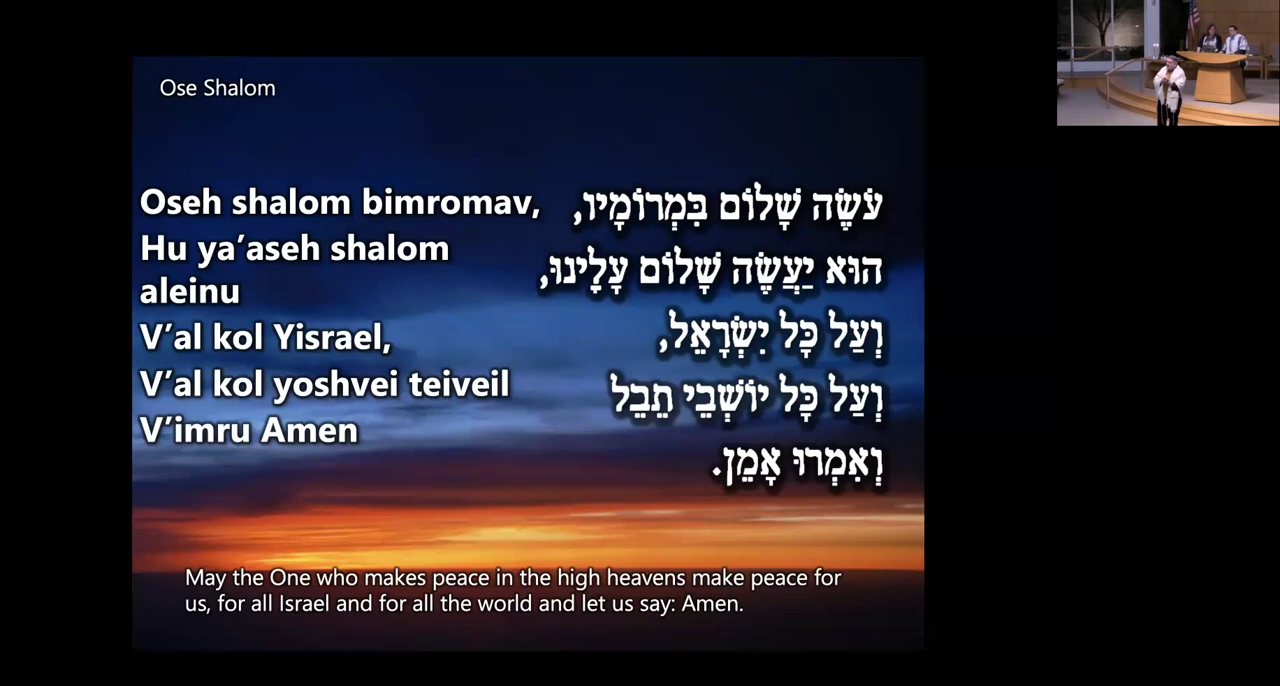 Ose Shalom
Oseh shalom bimromav,
Hu ya’aseh shalom
aleinu
V’al kol Yisrael,
V’al kol yoshvei teiveil
V’imru Amen
עֹשֶׂה שָׁלוֹם בִּמְרוֹמָיו,
הוּא יַעֲשֶׂה שָׁלוֹם עָלֵינוּ,
וְעַל כָּל יִשְׂרָאֵל,
וְעַל כָּל יוֹשְׁבֵי תֵבֵל
וְאִמְרוּ אָמֵן.
May the One who makes peace in the high heavens make peace for
us, for all Israel and for all the world and let us say: Amen.